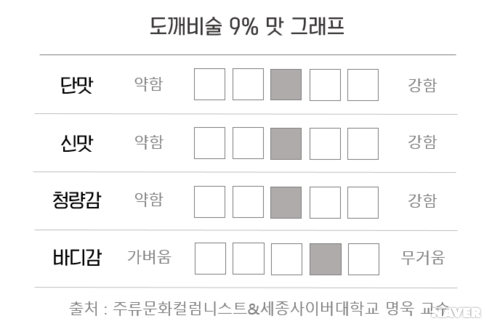 도깨비술 9% 맛 그래프
단맛 약함 강함
신맛 약함 강함
청량감 약함 강함
바디감 가벼움 무거움
출처 : 주류문화컬럼니스트&세종사이버대학교 명욱 교수
NAVER